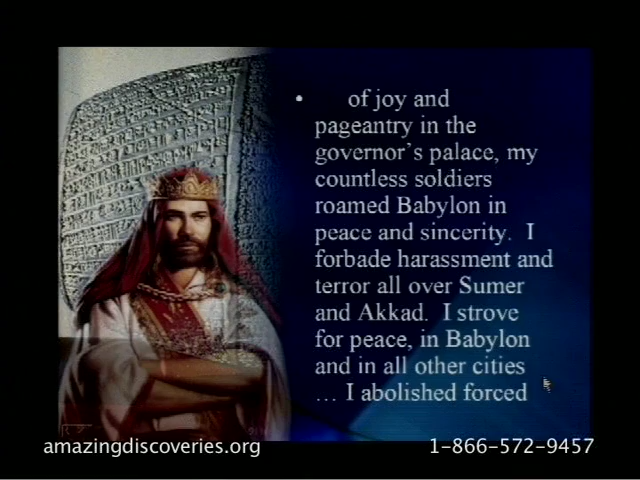 • of joy and
pageantry in the
governor's palace, my
countless soldiers
roamed Babylon in
peace and sincerity. I
forbade harassment and
terror all over Sumer
and Akkad. I strove
for peace, in Babylon
and in all other cities
… I abolished forced
amazingdiscoveries.org
1-866-572-9457